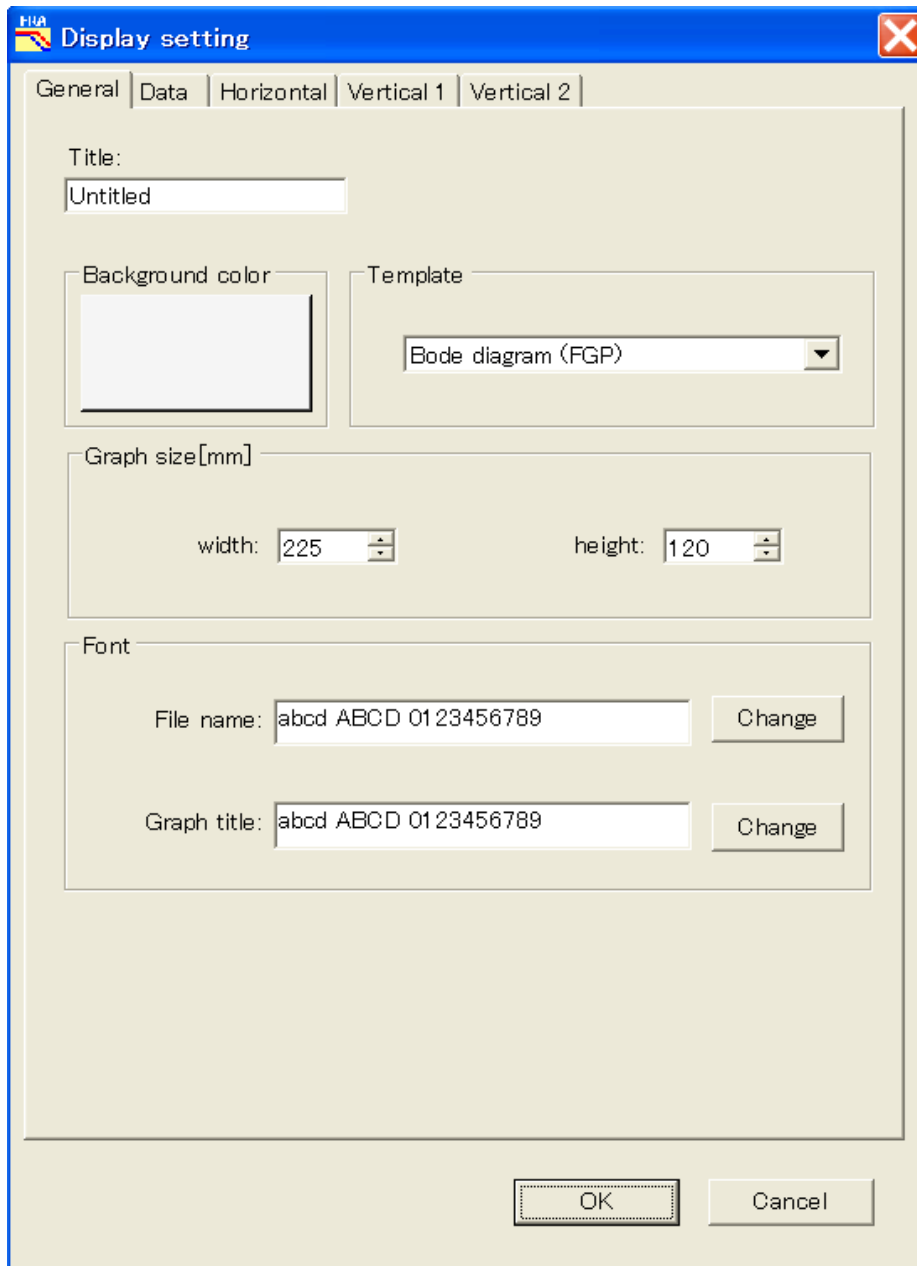 FRA
Display setting
General Data Horizontal Vertical 1 Vertical 2
Title:
Untitled
Background color
Template
Bode diagram (FGP)
Graph size[mm]
width: 225 height: 120
Font
File name: abcd ABCD 0123456789 Change
Graph title: abcd ABCD 0123456789 Change
OK Cancel